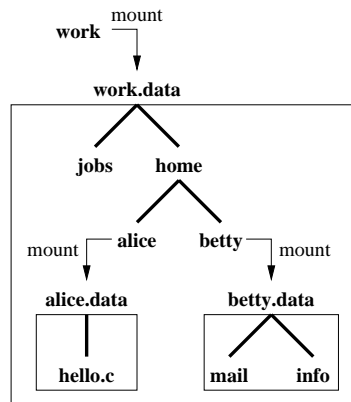 mount
work
work.data
jobs home
alice betty
mount mount
alice.data betty.data
hello.c mail info